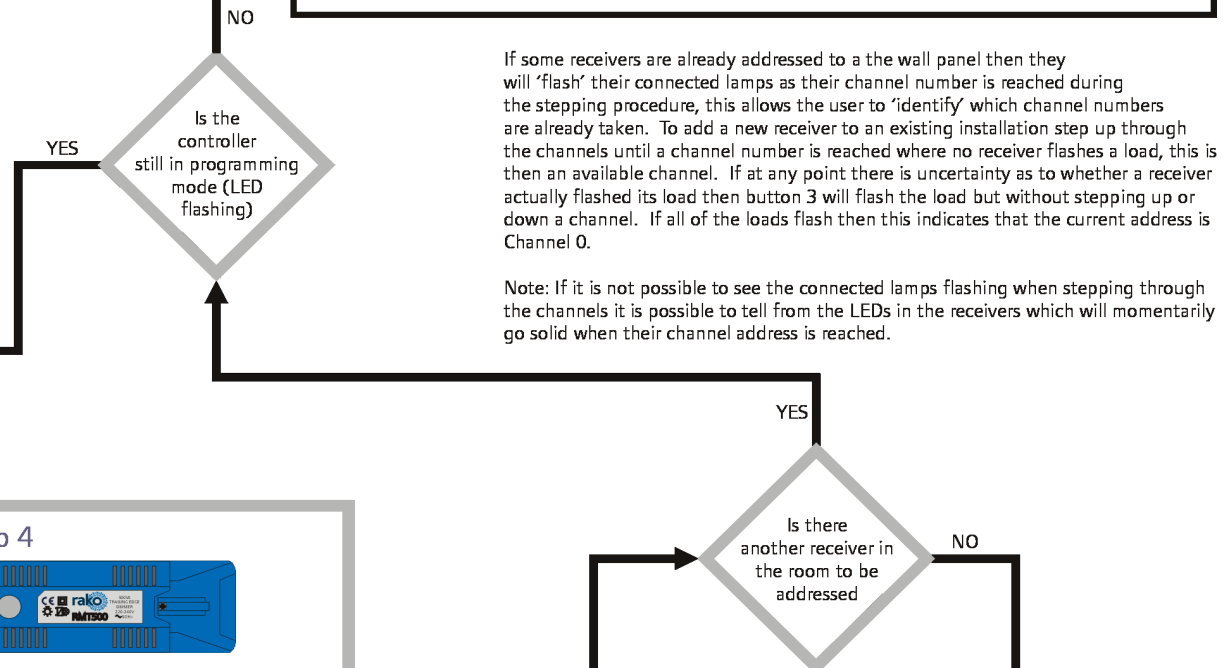 NO
If some receivers are already addressed to a the wall panel then they
will ‘flash’ their connected lamps as their channel number is reached during
the stepping procedure, this allows the user to ‘identify’ which channel numbers
are already taken.  To add a new receiver to an existing installation step up through
the channels until a channel number is reached where no receiver flashes a load, this is
then an available channel.  If at any point there is uncertainty as to whether a receiver
actually flashed its load then button 3 will flash the load but without stepping up or
down a channel.  If all of the loads flash then this indicates that the current address is
Channel 0.
Note: If it is not possible to see the connected lamps flashing when stepping through
the channels it is possible to tell from the LEDs in the receivers which will momentarily
go solid when their channel address is reached.
Is the
controller
still in programming
mode (LED
flashing)
YES
YES
Is there
another receiver in
the room to be
addressed
NO
4
CE
rako
RMT500